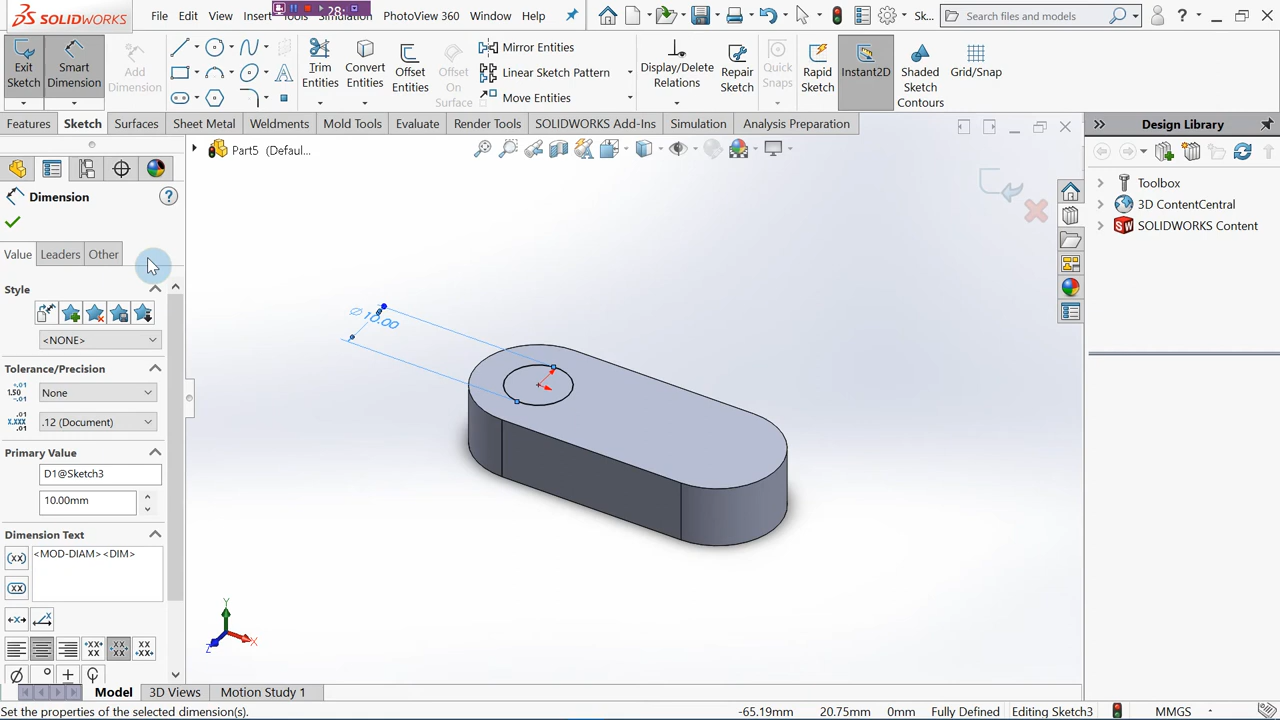 SOLIDWORKS
File Edit View Insert Tools Simulation PhotoView 360 Window Help
28:
Sk...
Search files and models
Exit Sketch
Smart Dimension
Add Dimension
Trim Entities
Convert Entities
Offset Entities
Offset On Surface
Mirror Entities
Linear Sketch Pattern
Move Entities
Display/Delete Relations
Repair Sketch
Quick Snaps
Rapid Sketch
Instant2D
Shaded Sketch Contours
Grid/Snap
Features Sketch Surfaces Sheet Metal Weldments Mold Tools Evaluate Render Tools SOLIDWORKS Add-Ins Simulation Analysis Preparation
Part5 (Defaul...
Design Library
Toolbox
3D ContentCentral
SOLIDWORKS Content
Dimension
Value Leaders Other
Style
<NONE>
Tolerance/Precision
None
.12 (Document)
Primary Value
D1@Sketch3
10.00mm
Dimension Text
<MOD-DIAM><DIM>
∅10.00
Y
X
Z
Model 3D Views Motion Study 1
Set the properties of the selected dimension(s).
-65.19mm 20.75mm 0mm Fully Defined Editing Sketch3 MMGS